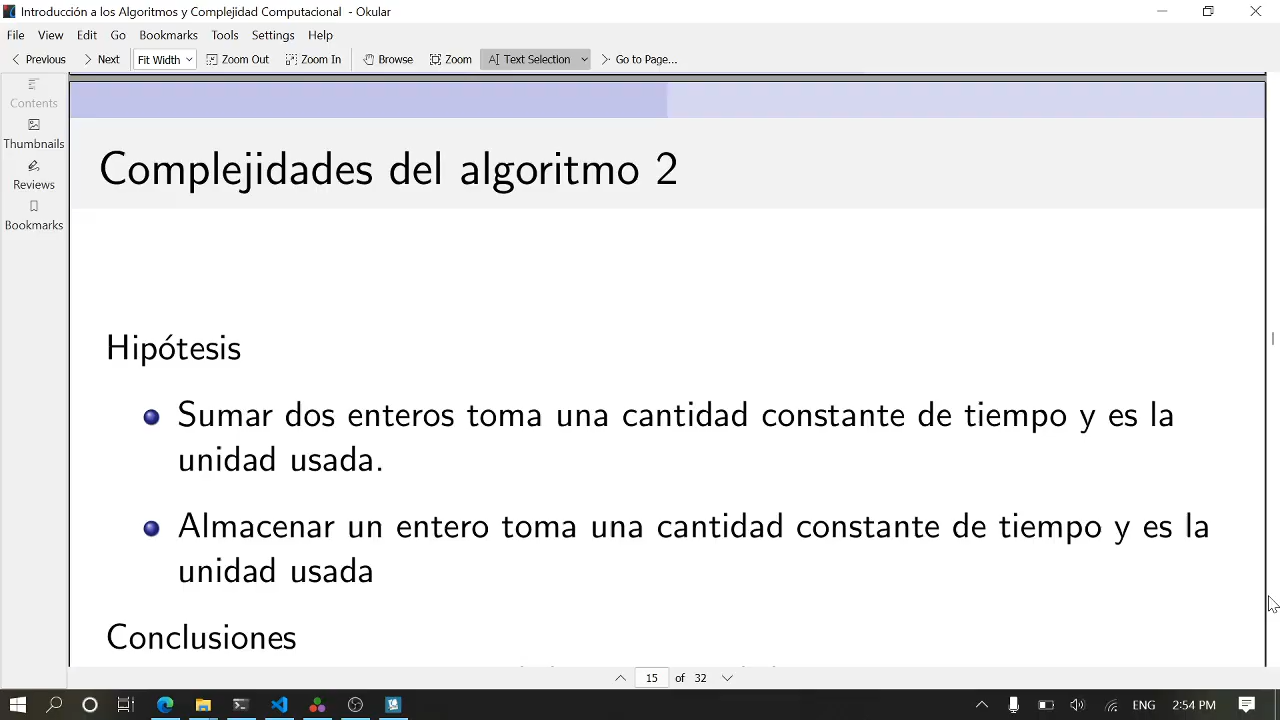 Introducción a los Algoritmos y Complejidad Computacional - Okular
File View Edit Go Bookmarks Tools Settings Help
Previous Next Fit Width Zoom Out Zoom In Browse Zoom Text Selection Go to Page...
Contents
Thumbnails
Reviews
Bookmarks
Complejidades del algoritmo 2
Hipótesis
Sumar dos enteros toma una cantidad constante de tiempo y es la
unidad usada.
Almacenar un entero toma una cantidad constante de tiempo y es la
unidad usada
Conclusiones
15 of 32
ENG 2:54 PM